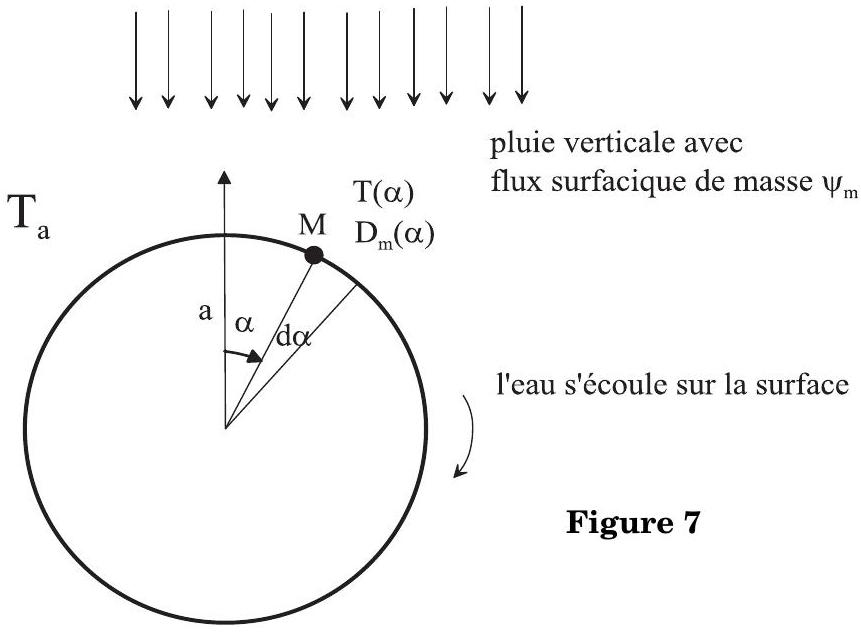 pluie verticale avec
flux surfacique de masse ψₘ
Tₐ
T(α)
M
Dₘ(α)
a
α
dα
l'eau s'écoule sur la surface
Figure 7